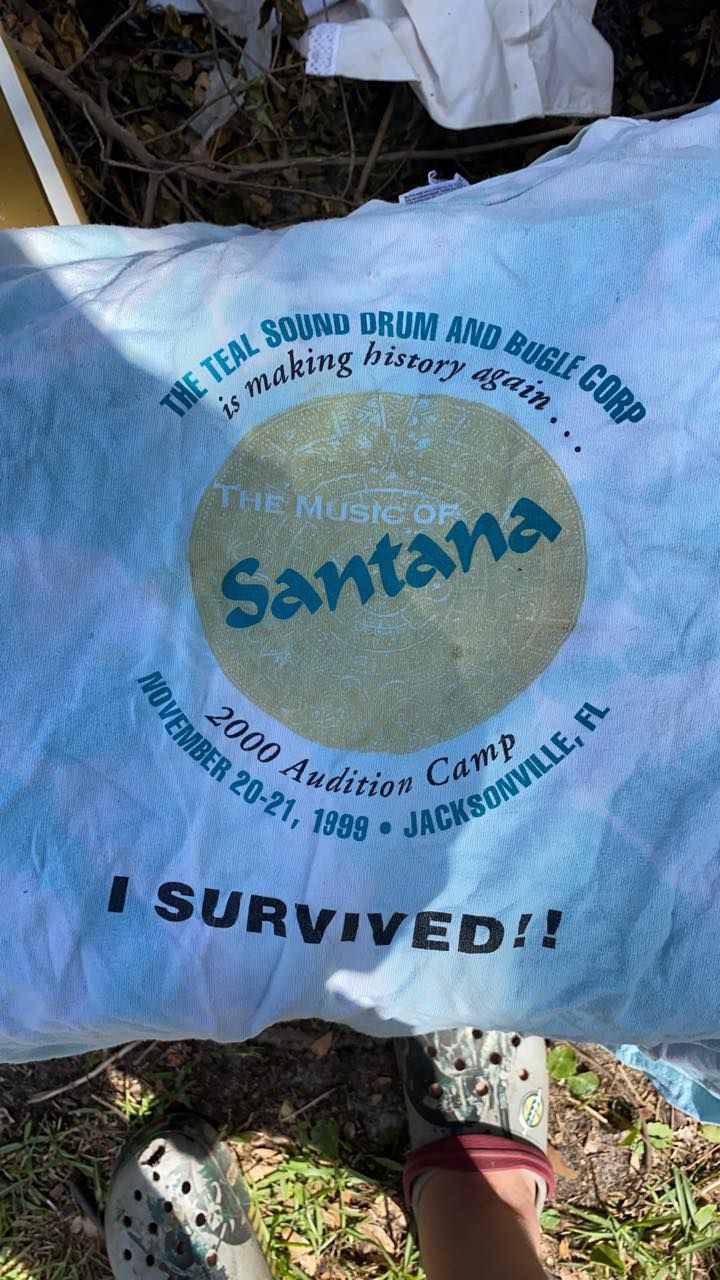 THE TEAL SOUND DRUM AND BUGLE CORP
is making history again . . .
THE MUSIC OF
Santana
2000 Audition Camp
NOVEMBER 20-21, 1999 • JACKSONVILLE, FL
I SURVIVED!!